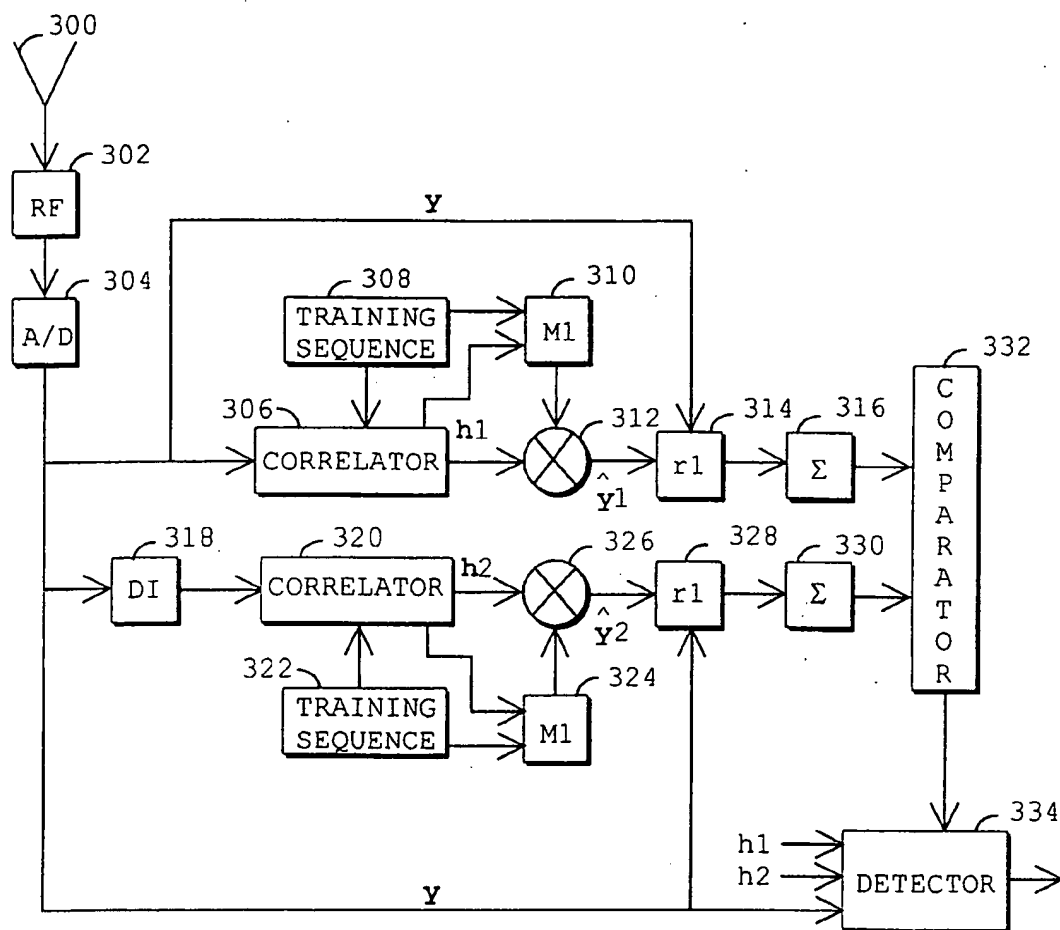 300
302
RF
y
304
A/D
308
TRAINING
SEQUENCE
310
M1
332
COMPARATOR
306
CORRELATOR
h1
312
ŷ1
314
r1
316
Σ
318
DI
320
CORRELATOR
h2
326
ŷ2
328
r1
330
Σ
322
TRAINING
SEQUENCE
324
M1
334
h1
h2
DETECTOR
y